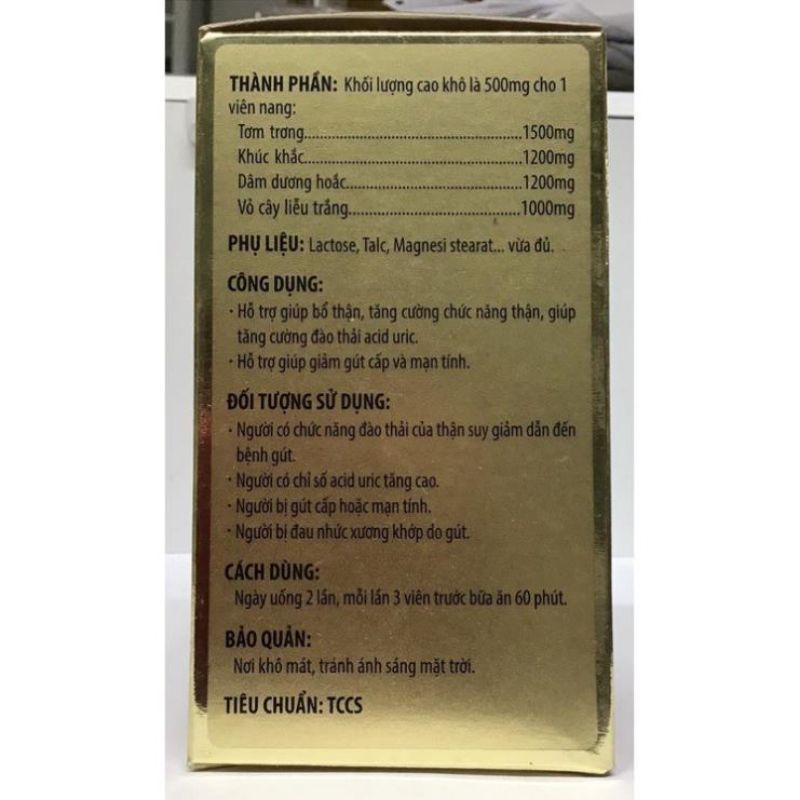 THÀNH PHẦN: Khối lượng cao khô là 500mg cho 1
viên nang:
Tơm trơng..........................................1500mg
Khúc khắc..........................................1200mg
Dâm dương hoắc..................................1200mg
Vỏ cây liễu trắng..................................1000mg
PHỤ LIỆU: Lactose, Talc, Magnesi stearat... vừa đủ.
CÔNG DỤNG:
· Hỗ trợ giúp bổ thận, tăng cường chức năng thận, giúp
tăng cường đào thải acid uric.
· Hỗ trợ giúp giảm gút cấp và mạn tính.
ĐỐI TƯỢNG SỬ DỤNG:
· Người có chức năng đào thải của thận suy giảm dẫn đến
bệnh gút.
· Người có chỉ số acid uric tăng cao.
· Người bị gút cấp hoặc mạn tính.
· Người bị đau nhức xương khớp do gút.
CÁCH DÙNG:
Ngày uống 2 lần, mỗi lần 3 viên trước bữa ăn 60 phút.
BẢO QUẢN:
Nơi khô mát, tránh ánh sáng mặt trời.
TIÊU CHUẨN: TCCS